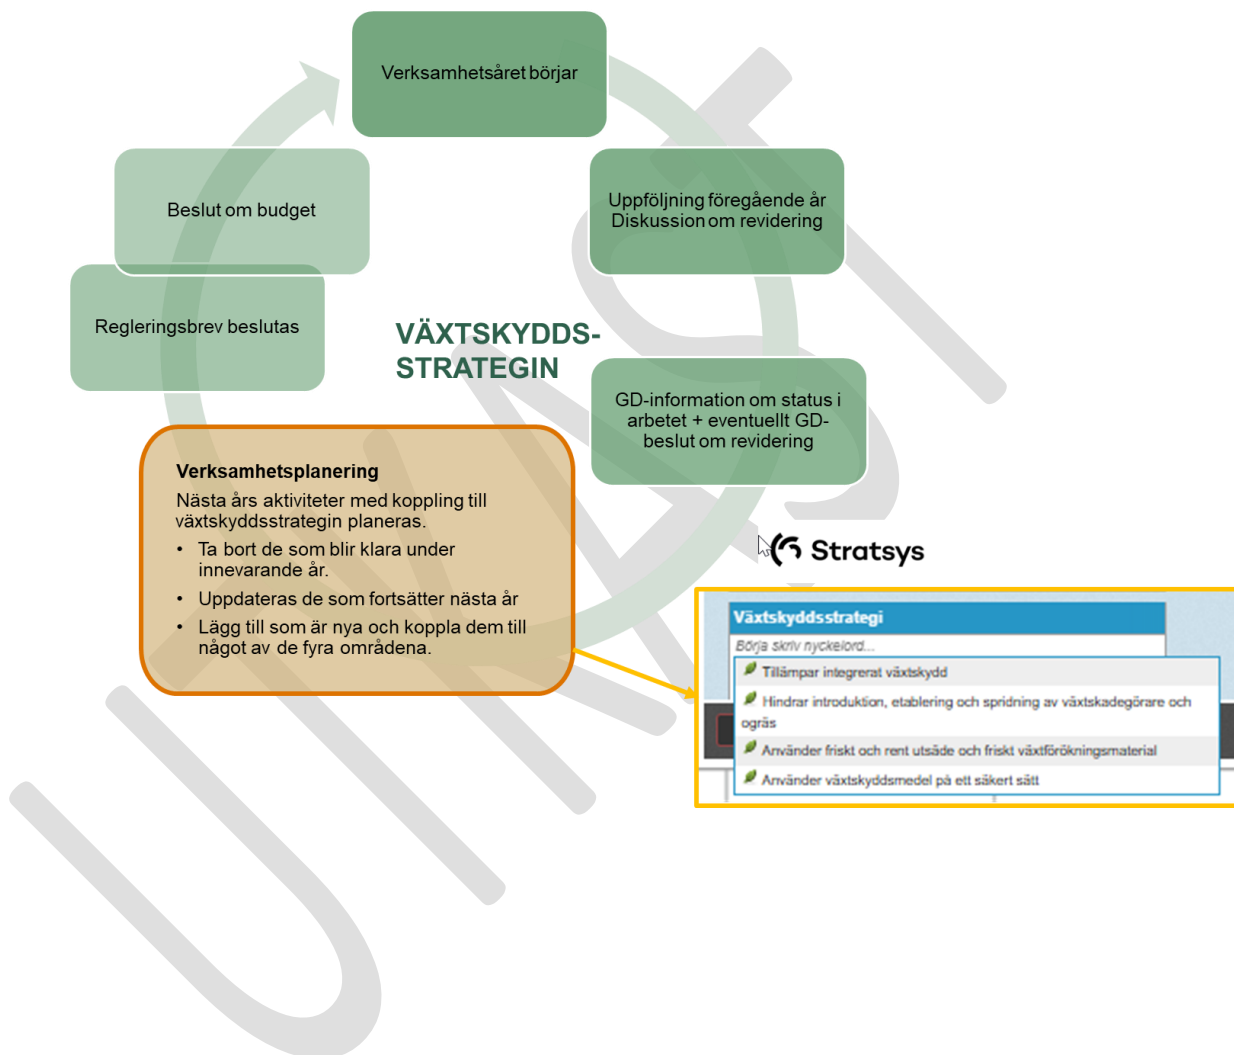 Verksamhetsåret börjar
Uppföljning föregående år
Diskussion om revidering
GD-information om status i
arbetet + eventuellt GD-
beslut om revidering
Beslut om budget
Regleringsbrev beslutas
VÄXTSKYDDS-
STRATEGIN
Verksamhetsplanering
Nästa års aktiviteter med koppling till
växtskyddsstrategin planeras.
• Ta bort de som blir klara under
innevarande år.
• Uppdateras de som fortsätter nästa år
• Lägg till som är nya och koppla dem till
något av de fyra områdena.
Stratsys
Växtskyddsstrategi
Börja skriv nyckelord...
Tillämpar integrerat växtskydd
Hindrar introduktion, etablering och spridning av växtskadegörare och
ogräs
Använder friskt och rent utsäde och friskt växtförökningsmaterial
Använder växtskyddsmedel på ett säkert sätt
UTKAST